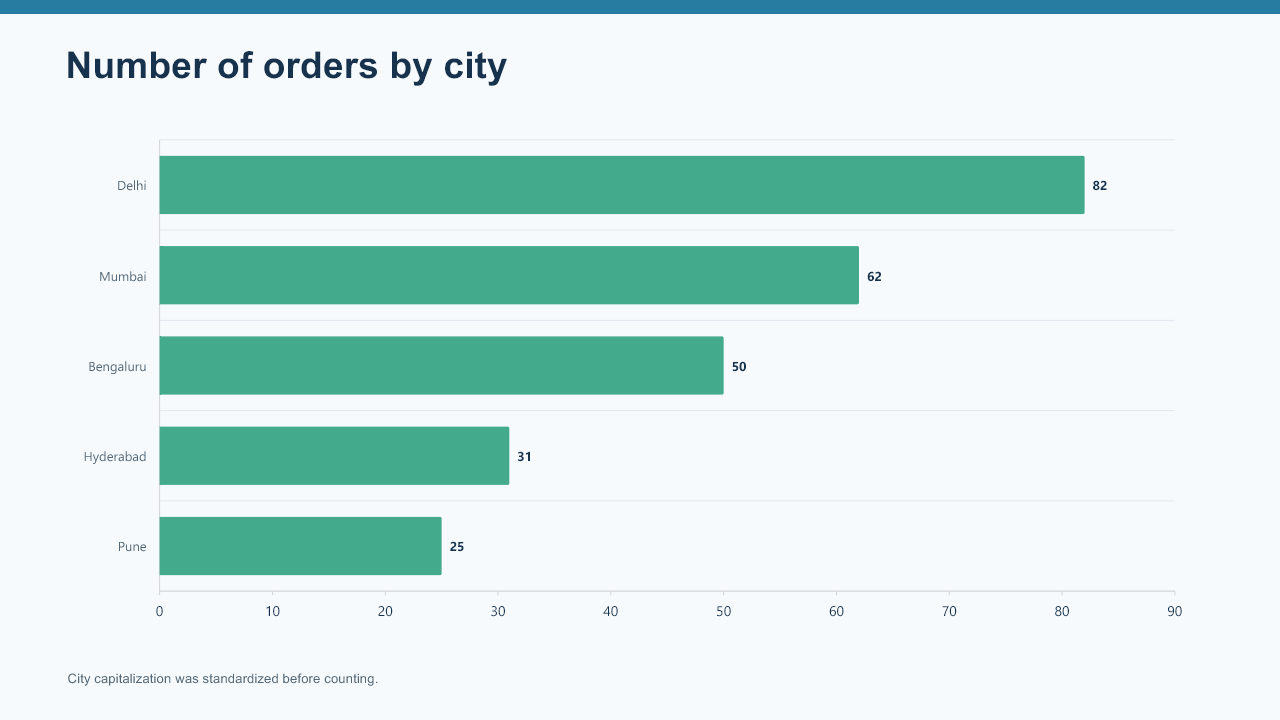 Number of orders by city
Delhi 82
Mumbai 62
Bengaluru 50
Hyderabad 31
Pune 25
0 10 20 30 40 50 60 70 80 90
City capitalization was standardized before counting.